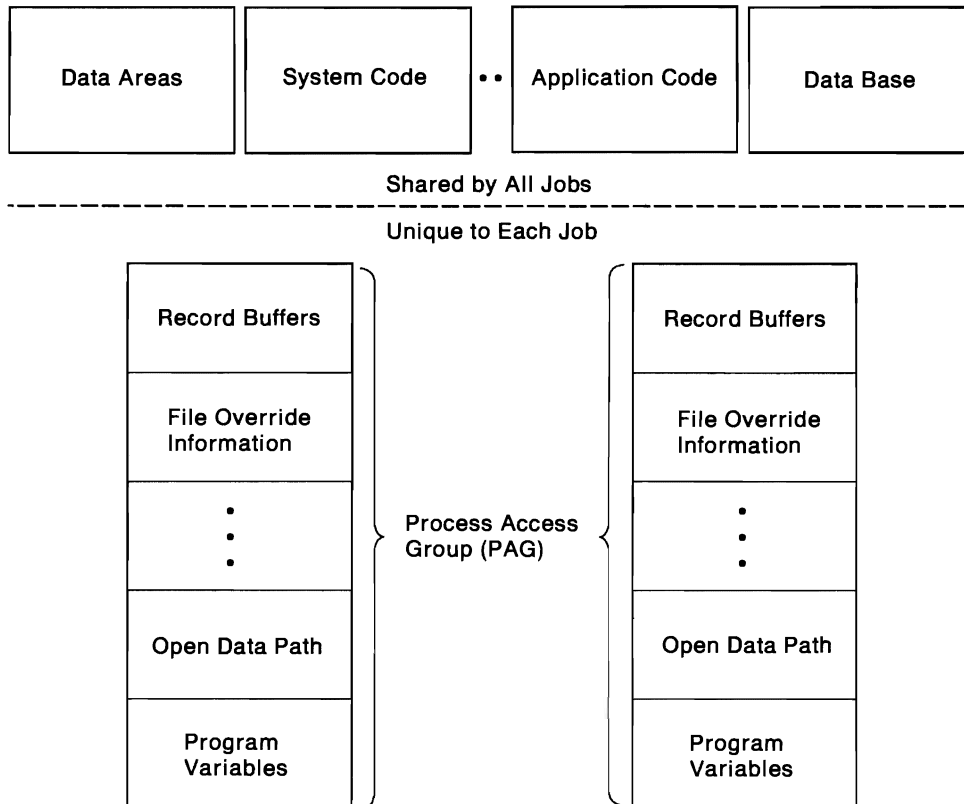 Data Areas
System Code
Application Code
Data Base
Shared by All Jobs
Unique to Each Job
Record Buffers
File Override
Information
Open Data Path
Program
Variables
Process Access
Group (PAG)
Record Buffers
File Override
Information
Open Data Path
Program
Variables